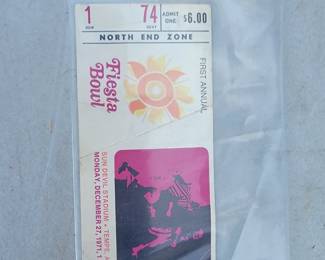 1 74 ADMIT $6.00
ROW SEAT ONE
NORTH END ZONE
FIRST ANNUAL
Fiesta
Bowl
SUN DEVIL STADIUM • TEMPE, A
MONDAY, DECEMBER 27, 1971, 1